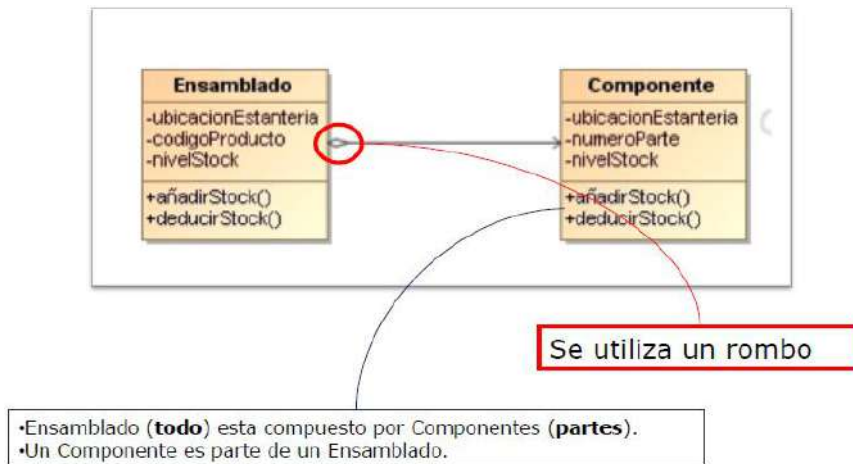 Ensamblado
-ubicacionEstanteria
-codigoProducto
-nivelStock
+añadirStock()
+deducirStock()
Componente
-ubicacionEstanteria
-numeroParte
-nivelStock
+añadirStock()
+deducirStock()
Se utiliza un rombo
•Ensamblado (todo) esta compuesto por Componentes (partes).
•Un Componente es parte de un Ensamblado.